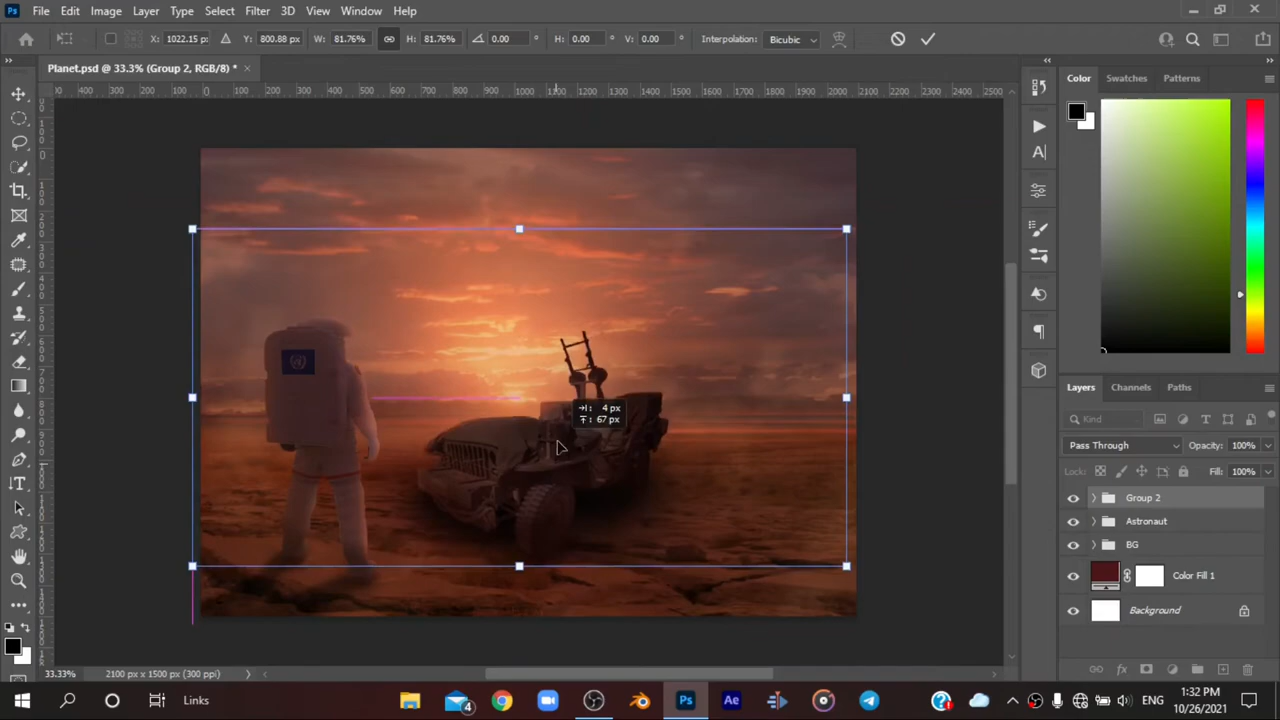 Ps File Edit Image Layer Type Select Filter 3D View Window Help
X: 1022.15 px Y: 800.88 px W: 81.76% H: 81.76% 0.00 ° H: 0.00 ° V: 0.00 ° Interpolation: Bicubic
Planet.psd @ 33.3% (Group 2, RGB/8) * ×
400 300 200 100 0 100 200 300 400 500 600 700 800 900 1000 1100 1200 1300 1400 1500 1600 1700 1800 1900 2000 2100 2200 2300 2400 2500
Color Swatches Patterns
4 px
67 px
Layers Channels Paths
Kind
Pass Through Opacity: 100%
Lock: Fill: 100%
Group 2
Astronaut
BG
Color Fill 1
Background
33.33% 2100 px x 1500 px (300 ppi)
Links 4 Ps Ae ENG 1:32 PM
10/26/2021